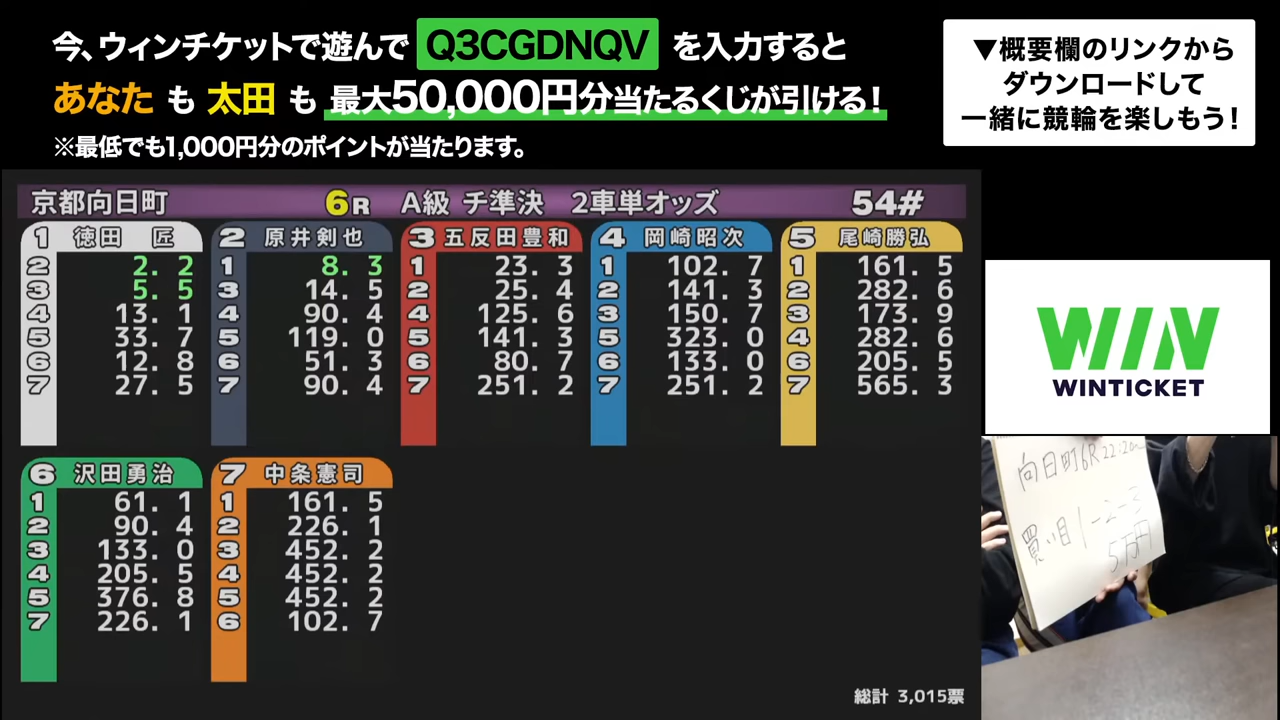 今、ウィンチケットで遊んで Q3CGDNQV を入力すると
あなた も 太田 も 最大50,000円分当たるくじが引ける！
※最低でも1,000円分のポイントが当たります。
▼概要欄のリンクから
ダウンロードして
一緒に競輪を楽しもう！
京都向日町 6R A級 チ準決 2車単オッズ 54#
1 徳田 匠
2 2.2
3 5.5
4 13.1
5 33.7
6 12.8
7 27.5
2 原井剣也
1 8.3
3 14.5
4 90.4
5 119.0
6 51.3
7 90.4
3 五反田豊和
1 23.3
2 25.4
4 125.6
5 141.3
6 80.7
7 251.2
4 岡崎昭次
1 102.7
2 141.3
3 150.7
5 323.0
6 133.0
7 251.2
5 尾崎勝弘
1 161.5
2 282.6
3 173.9
4 282.6
6 205.5
7 565.3
6 沢田勇治
1 61.1
2 90.4
3 133.0
4 205.5
5 376.8
7 226.1
7 中条憲司
1 161.5
2 226.1
3 452.2
4 452.2
5 452.2
6 102.7
総計 3,015票
WIN
WINTICKET
向日町6R
買い目 1-2-3
5万円